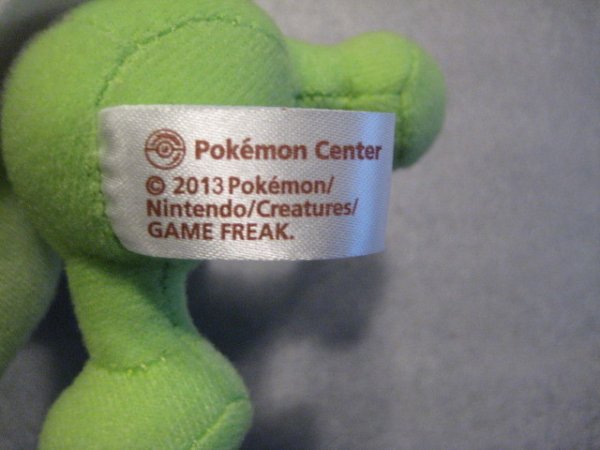 Pokémon Center
© 2013 Pokémon/
Nintendo/Creatures/
GAME FREAK.